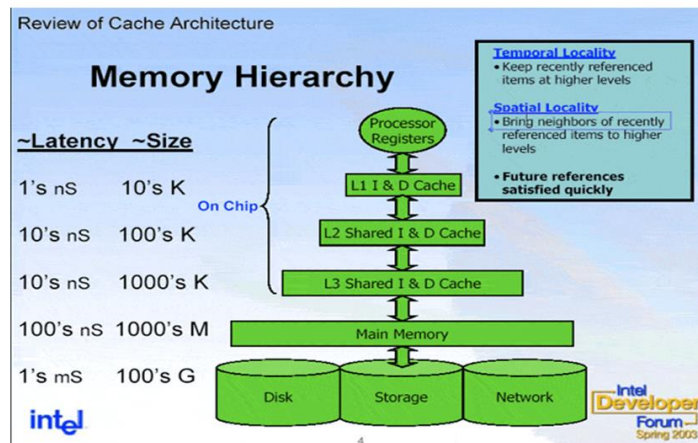 Review of Cache Architecture
Memory Hierarchy
Temporal Locality
• Keep recently referenced
items at higher levels
Spatial Locality
• Bring neighbors of recently
referenced items to higher
levels
• Future references
satisfied quickly
~Latency ~Size
1's nS 10's K
10's nS 100's K
10's nS 1000's K
100's nS 1000's M
1's mS 100's G
On Chip
Processor
Registers
L1 I & D Cache
L2 Shared I & D Cache
L3 Shared I & D Cache
Main Memory
Disk
Storage
Network
intel
4
Intel
Developer
Forum
Spring 2003